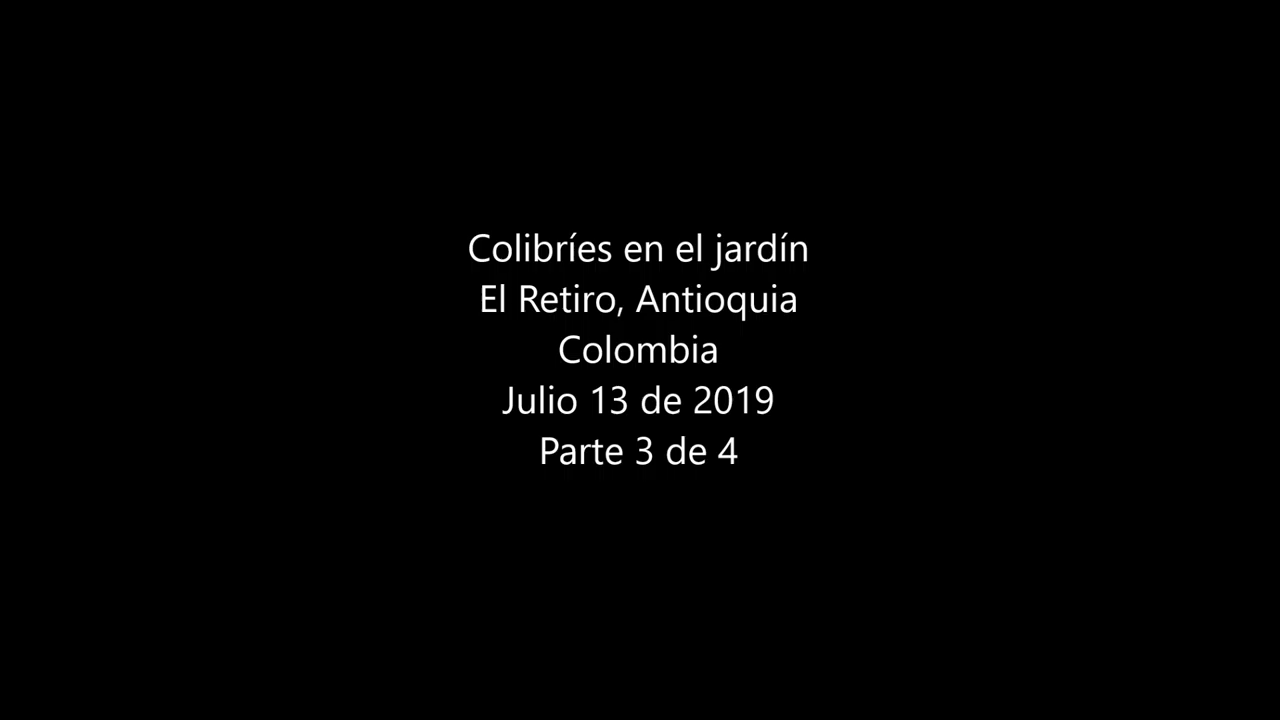 Colibríes en el jardín
El Retiro, Antioquia
Colombia
Julio 13 de 2019
Parte 3 de 4